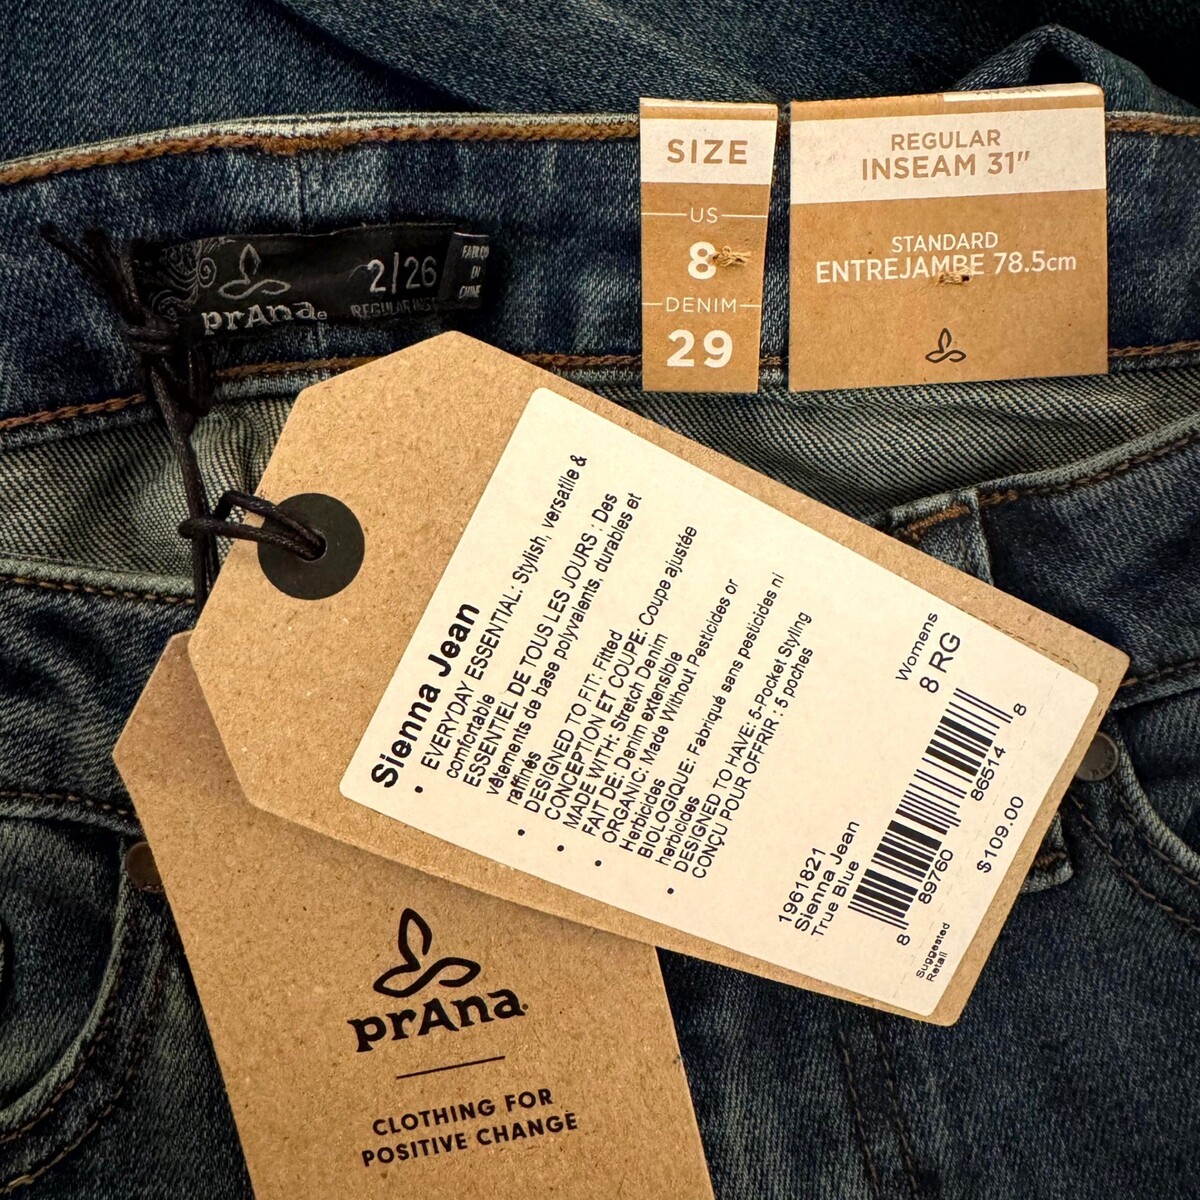 SIZE
US
8
DENIM
29
REGULAR
INSEAM 31"
STANDARD
ENTREJAMBE 78.5cm
prAna
2/26
REGULAR
Sienna Jean
• EVERYDAY ESSENTIAL: Stylish, versatile &
comfortable
ESSENTIEL DE TOUS LES JOURS : Des
vêtements de base polyvalents, durables et
raffinés
• DESIGNED TO FIT: Fitted
CONCEPTION ET COUPE: Coupe ajustée
• MADE WITH: Stretch Denim
FAIT DE: Denim extensible
• ORGANIC: Made Without Pesticides or
Herbicides
BIOLOGIQUE: Fabriqué sans pesticides ni
herbicides
• DESIGNED TO HAVE: 5-Pocket Styling
CONÇU POUR OFFRIR : 5 poches
1961821
Sienna Jean
True Blue
Womens
8 RG
8 89760 86514 8
Suggested
Retail
$109.00
prAna
CLOTHING FOR
POSITIVE CHANGE